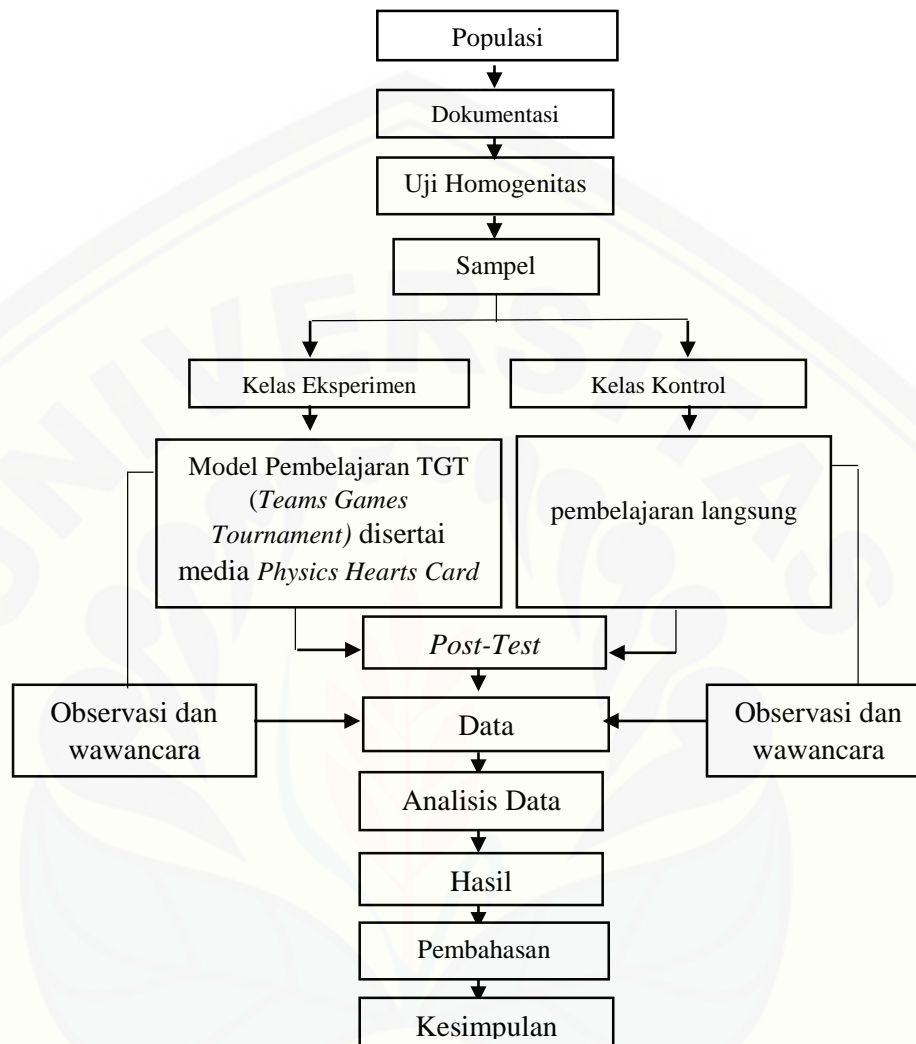 Populasi
Dokumentasi
Uji Homogenitas
Sampel
Kelas Eksperimen
Kelas Kontrol
Model Pembelajaran TGT
(Teams Games
Tournament) disertai
media Physics Hearts Card
pembelajaran langsung
Post-Test
Observasi dan
wawancara
Data
Observasi dan
wawancara
Analisis Data
Hasil
Pembahasan
Kesimpulan
UNIVERSITAS